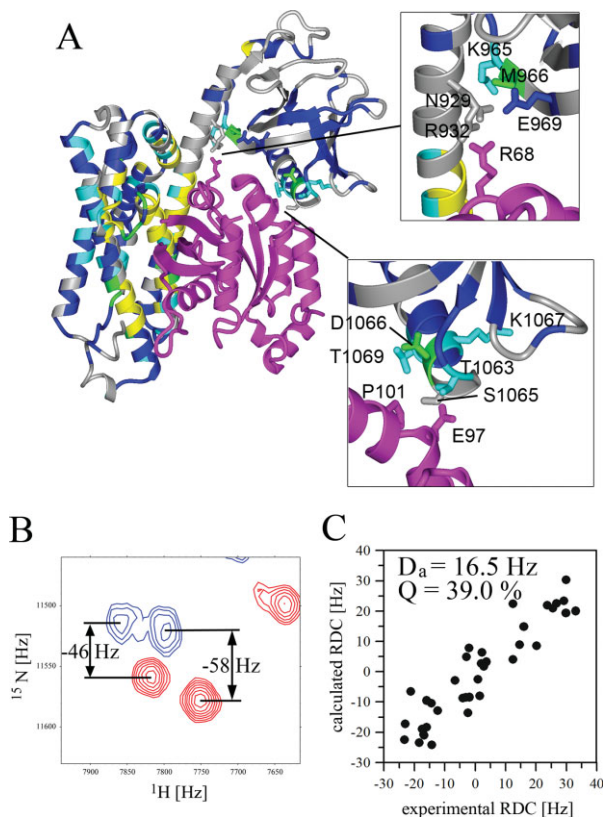 A
K965
M966
N929
R932
E969
R68
D1066
K1067
T1069
T1063
P101
S1065
E97
B
C
15N [Hz]
11500
11550
11600
-46 Hz
-58 Hz
7900
7850
7800
7750
7700
7650
1H [Hz]
Da = 16.5 Hz
Q = 39.0 %
calculated RDC [Hz]
40
30
20
10
0
-10
-20
-30
-30
-20
-10
0
10
20
30
40
experimental RDC [Hz]